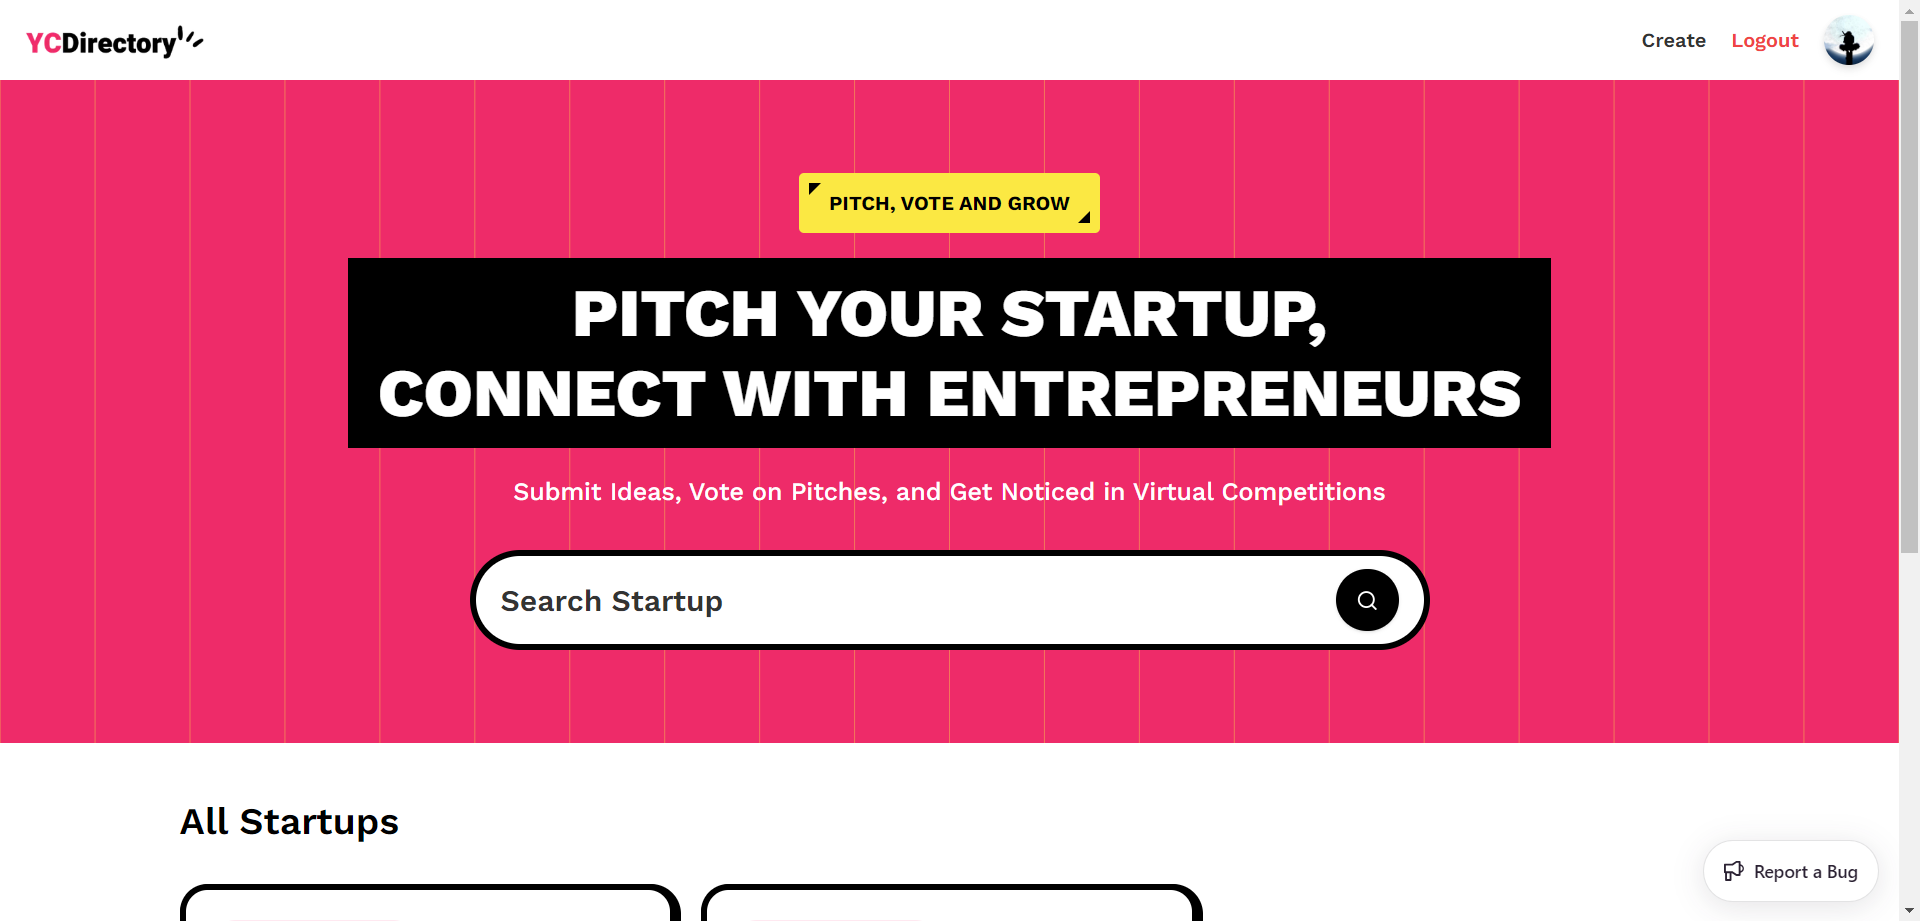 YCDirectory
Create
Logout
PITCH, VOTE AND GROW
PITCH YOUR STARTUP,
CONNECT WITH ENTREPRENEURS
Submit Ideas, Vote on Pitches, and Get Noticed in Virtual Competitions
Search Startup
All Startups
Report a Bug